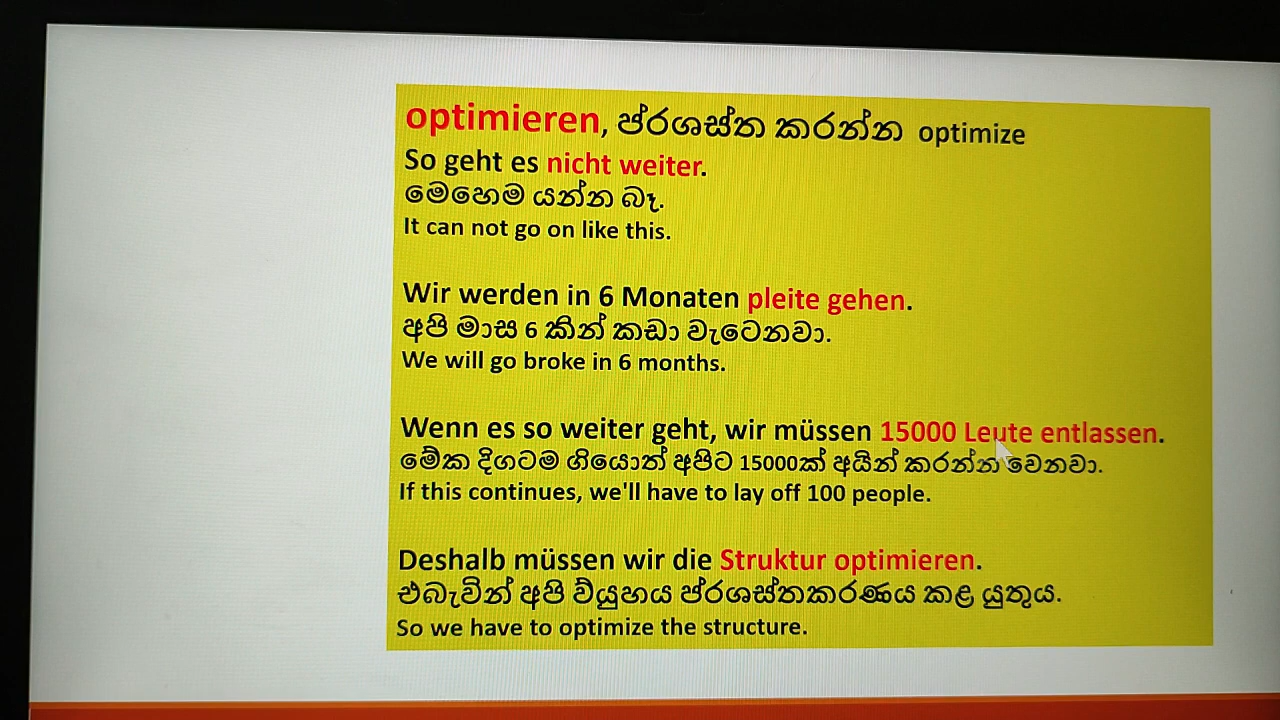 optimieren, ප්රශස්ත කරන්න optimize
So geht es nicht weiter.
මෙහෙම යන්න බෑ.
It can not go on like this.
Wir werden in 6 Monaten pleite gehen.
අපි මාස 6 කින් කඩා වැටෙනවා.
We will go broke in 6 months.
Wenn es so weiter geht, wir müssen 15000 Leute entlassen.
මේක දිගටම ගියොත් අපිට 15000ක් අයින් කරන්න වෙනවා.
If this continues, we'll have to lay off 100 people.
Deshalb müssen wir die Struktur optimieren.
එබැවින් අපි ව්යුහය ප්රශස්තකරණය කළ යුතුය.
So we have to optimize the structure.